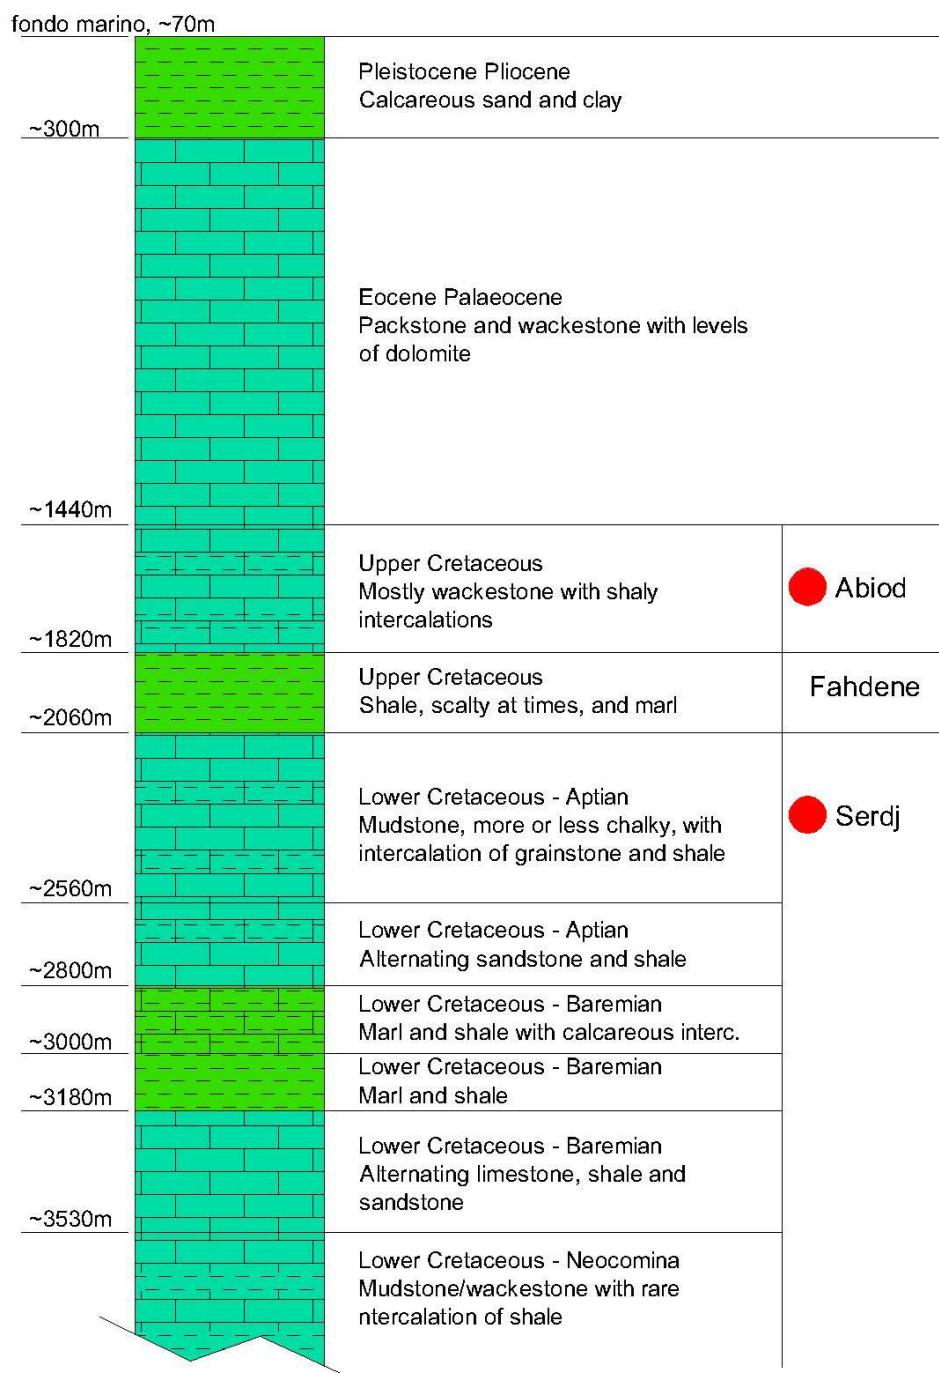 fondo marino, ~70m
Pleistocene Pliocene
Calcareous sand and clay
~300m
Eocene Palaeocene
Packstone and wackestone with levels
of dolomite
~1440m
Upper Cretaceous
Mostly wackestone with shaly
intercalations
Abiod
~1820m
Upper Cretaceous
Shale, scalty at times, and marl
Fahdene
~2060m
Lower Cretaceous - Aptian
Mudstone, more or less chalky, with
intercalation of grainstone and shale
Serdj
~2560m
Lower Cretaceous - Aptian
Alternating sandstone and shale
~2800m
Lower Cretaceous - Baremian
Marl and shale with calcareous interc.
~3000m
Lower Cretaceous - Baremian
Marl and shale
~3180m
Lower Cretaceous - Baremian
Alternating limestone, shale and
sandstone
~3530m
Lower Cretaceous - Neocomina
Mudstone/wackestone with rare
ntercalation of shale